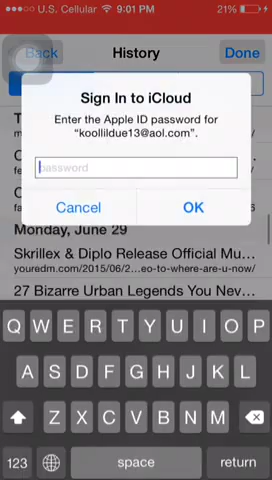 U.S. Cellular 9:01 PM 21%
Back History Done
Sign In to iCloud
Enter the Apple ID password for
“koollildue13@aol.com”.
password
Cancel OK
Monday, June 29
Skrillex & Diplo Release Official Mu...
youredm.com/2015/06/2...eo-to-where-are-u-now/
27 Bizarre Urban Legends You Nev...
Q W E R T Y U I O P
A S D F G H J K L
Z X C V B N M
123 space return